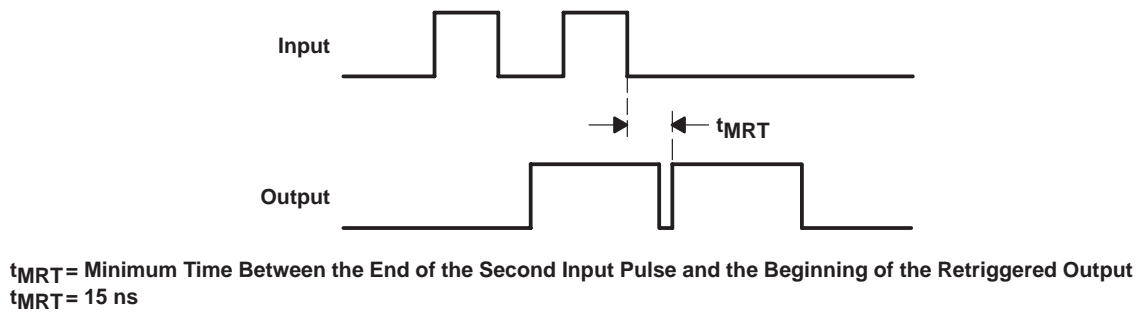 Input
tMRT
Output
tMRT = Minimum Time Between the End of the Second Input Pulse and the Beginning of the Retriggered Output
tMRT = 15 ns